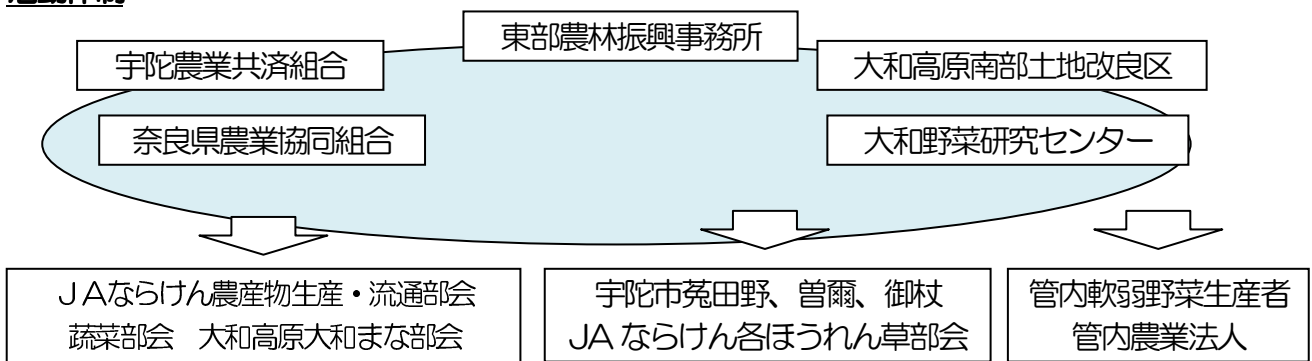 東部農林振興事務所
宇陀農業共済組合
大和高原南部土地改良区
奈良県農業協同組合
大和野菜研究センター
JAならけん農産物生産・流通部会
蔬菜部会　大和高原大和まな部会
宇陀市菟田野、曽爾、御杖
JAならけん各ほうれん草部会
管内軟弱野菜生産者
管内農業法人